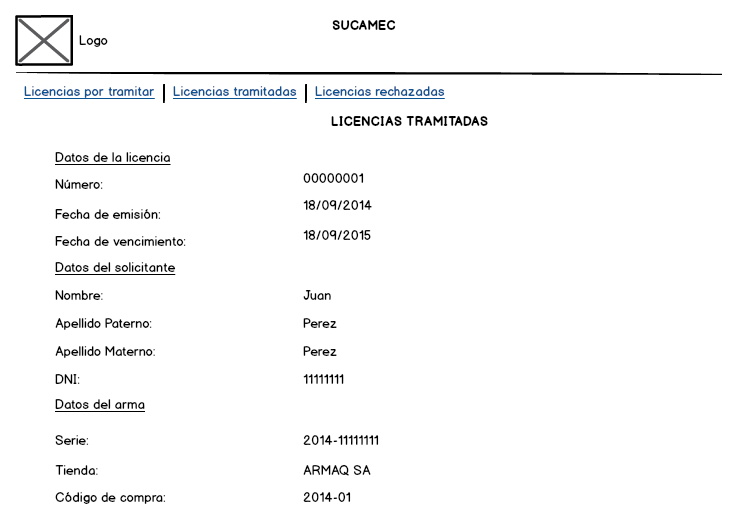 SUCAMEC
Logo
Licencias por tramitar | Licencias tramitadas | Licencias rechazadas
LICENCIAS TRAMITADAS
Datos de la licencia
Número: 00000001
Fecha de emisión: 18/09/2014
Fecha de vencimiento: 18/09/2015
Datos del solicitante
Nombre: Juan
Apellido Paterno: Perez
Apellido Materno: Perez
DNI: 11111111
Datos del arma
Serie: 2014-11111111
Tienda: ARMAQ SA
Código de compra: 2014-01